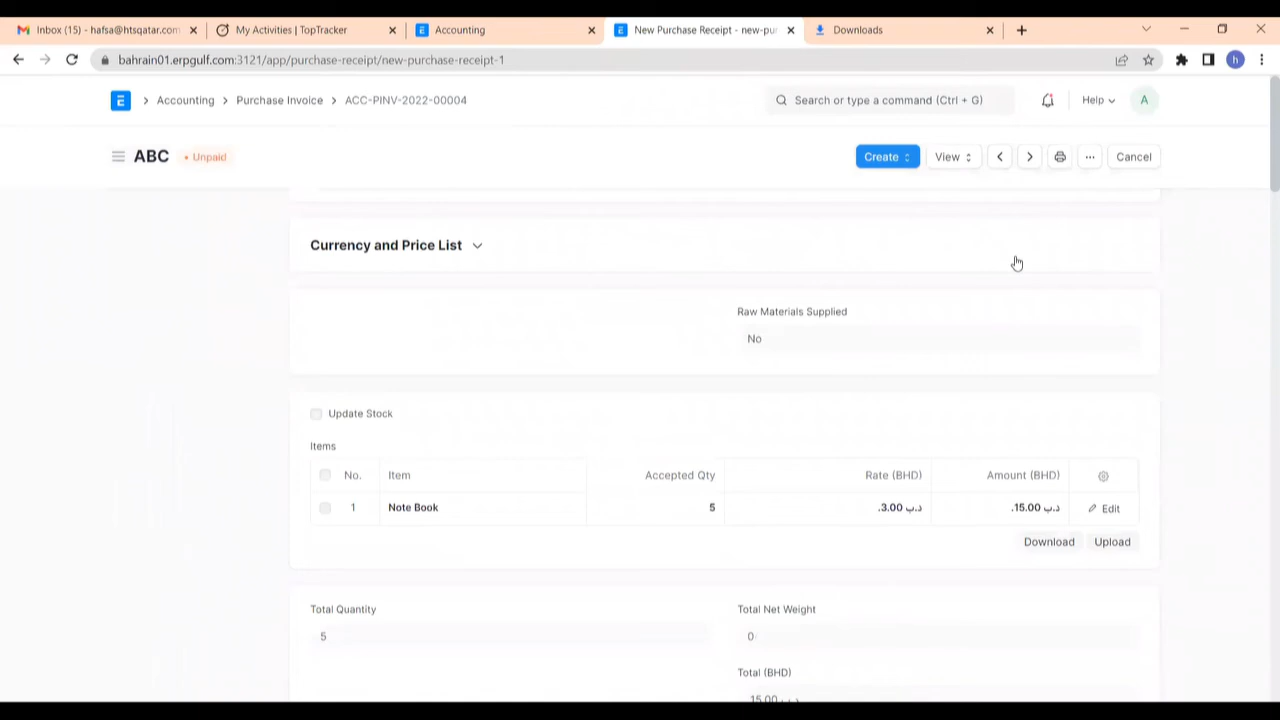 Inbox (15) - hafsa@htsqatar.com
My Activities | TopTracker
Accounting
New Purchase Receipt - new-pu
Downloads
bahrain01.erpgulf.com:3121/app/purchase-receipt/new-purchase-receipt-1
h
E
Accounting
Purchase Invoice
ACC-PINV-2022-00004
Search or type a command (Ctrl + G)
Help
A
ABC
Unpaid
Create
View
Cancel
Currency and Price List
Raw Materials Supplied
No
Update Stock
Items
No. Item Accepted Qty Rate (BHD) Amount (BHD)
1 Note Book 5 .3.00 د.ب .15.00 د.ب Edit
Download Upload
Total Quantity
Total Net Weight
5
0
Total (BHD)
15.00 د.ب